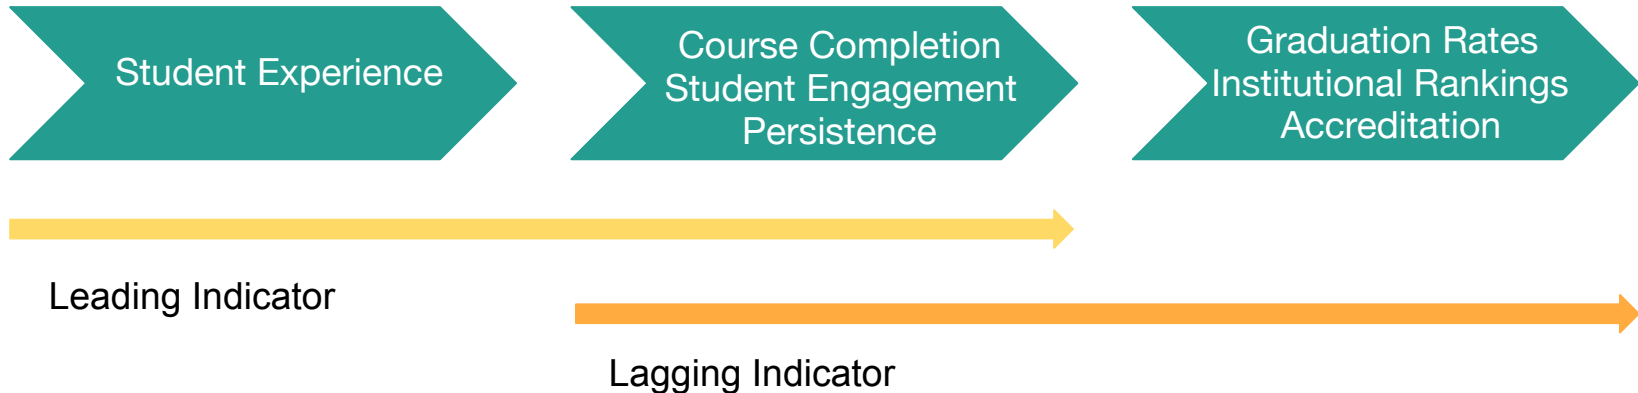 Student Experience
Course Completion
Student Engagement
Persistence
Graduation Rates
Institutional Rankings
Accreditation
Leading Indicator
Lagging Indicator